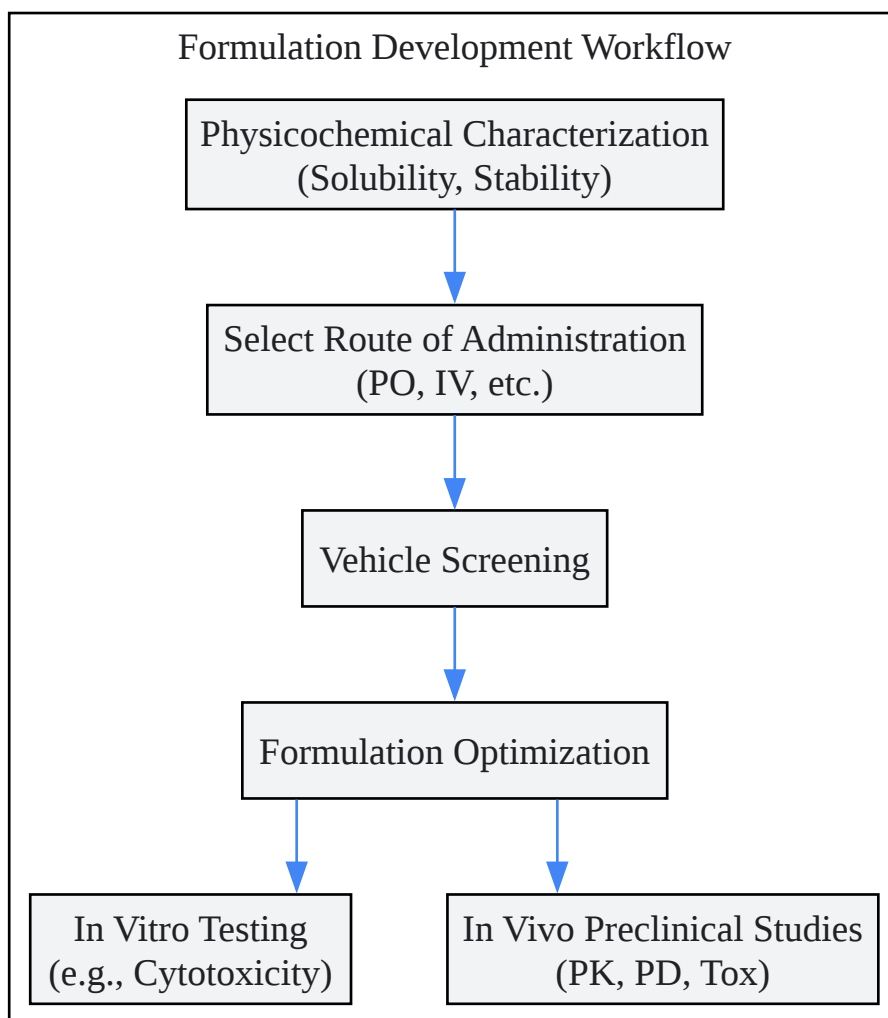 Formulation Development Workflow
Physicochemical Characterization
(Solubility, Stability)
Select Route of Administration
(PO, IV, etc.)
Vehicle Screening
Formulation Optimization
In Vitro Testing
(e.g., Cytotoxicity)
In Vivo Preclinical Studies
(PK, PD, Tox)